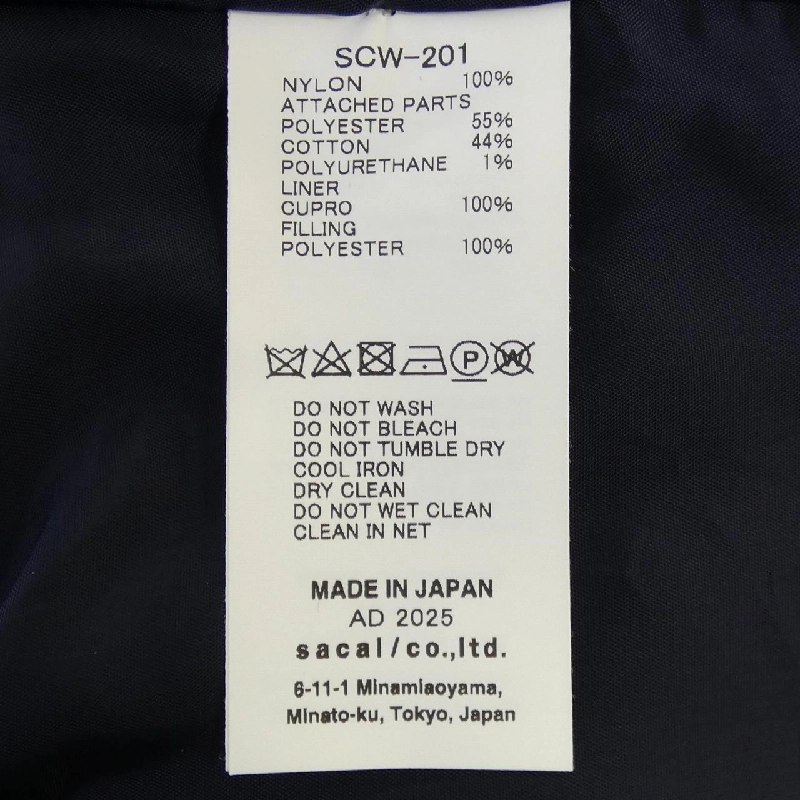 SCW-201
NYLON 100%
ATTACHED PARTS
POLYESTER 55%
COTTON 44%
POLYURETHANE 1%
LINER
CUPRO 100%
FILLING
POLYESTER 100%
P W
DO NOT WASH
DO NOT BLEACH
DO NOT TUMBLE DRY
COOL IRON
DRY CLEAN
DO NOT WET CLEAN
CLEAN IN NET
MADE IN JAPAN
AD 2025
sacai/co.,ltd.
6-11-1 Minamiaoyama,
Minato-ku, Tokyo, Japan